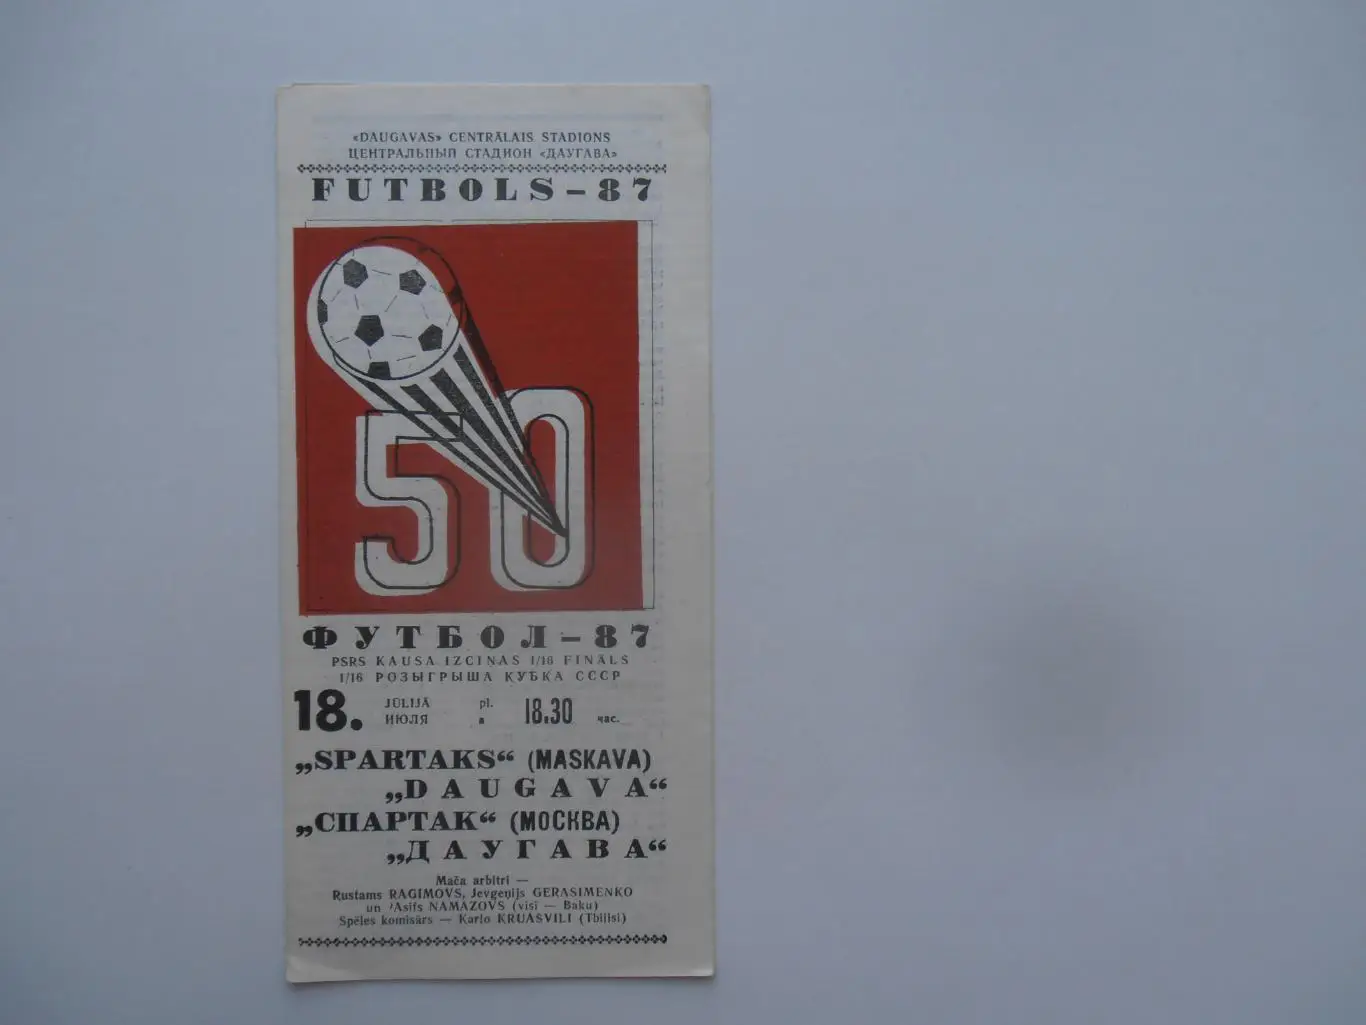 «DAUGAVAS» CENTRĀLAIS STADIONS
ЦЕНТРАЛЬНЫЙ СТАДИОН «ДАУГАВА»
FUTBOLS - 87
50
ФУТБОЛ - 87
PSRS KAUSA IZCIŅAS 1/16 FINĀLS
1/16 РОЗЫГРЫША КУБКА СССР
18. JŪLIJĀ pl. 18.30
ИЮЛЯ в час.
„SPARTAKS“ (MASKAVA)
„DAUGAVA“
„СПАРТАК“ (МОСКВА)
„ДАУГАВА“
Mača arbitri —
Rustams RAGIMOVS, Jevgeņijs GERASIMENKO
un Asifs NAMAZOVS (visi — Baku)
Spēles komisārs — Karlo KRUAŠVILI (Tbilisi)